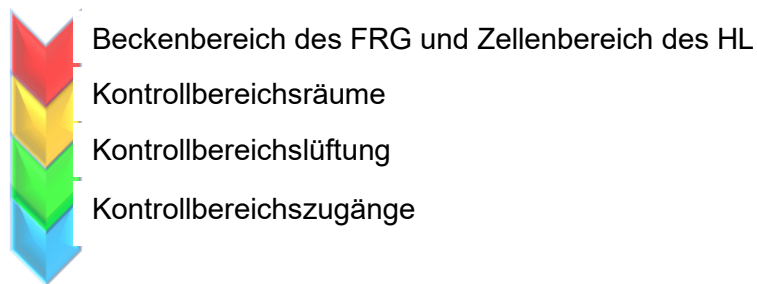 Beckenbereich des FRG und Zellenbereich des HL
Kontrollbereichsräume
Kontrollbereichslüftung
Kontrollbereichszugänge